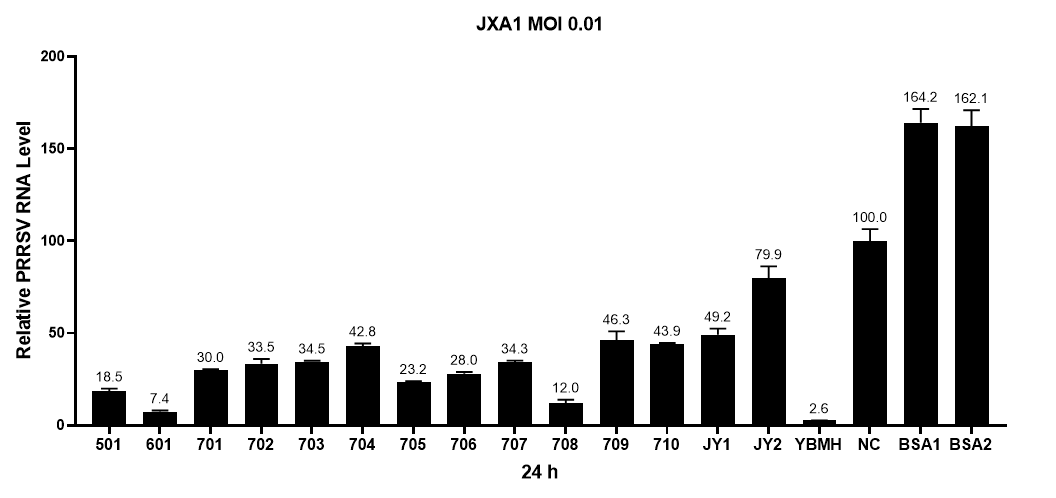 JXA1 MOI 0.01
Relative PRRSV RNA Level
200
150
100
50
0
18.5 7.4 30.0 33.5 34.5 42.8 23.2 28.0 34.3 12.0 46.3 43.9 49.2 79.9 2.6 100.0 164.2 162.1
501 601 701 702 703 704 705 706 707 708 709 710 JY1 JY2 YBMH NC BSA1 BSA2
24 h